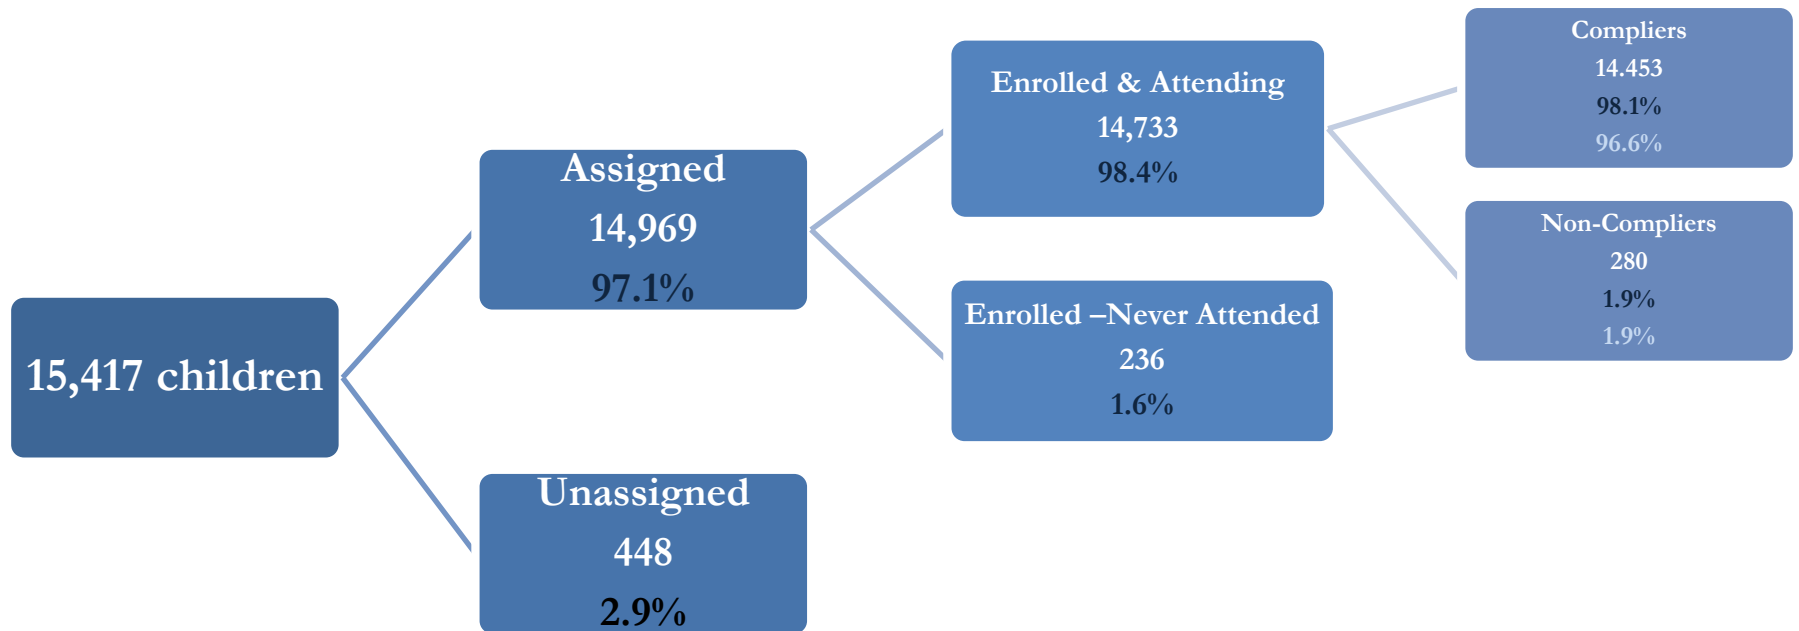 15,417 children
Assigned
14,969
97.1%
Unassigned
448
2.9%
Enrolled & Attending
14,733
98.4%
Enrolled –Never Attended
236
1.6%
Compliers
14.453
98.1%
96.6%
Non-Compliers
280
1.9%
1.9%